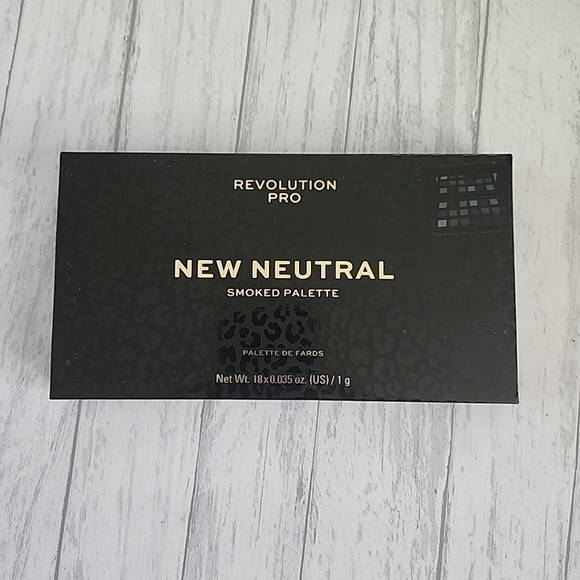 REVOLUTION
PRO
NEW NEUTRAL
SMOKED PALETTE
PALETTE DE FARDS
Net Wt. 18x0.035 oz. (US) / 1 g